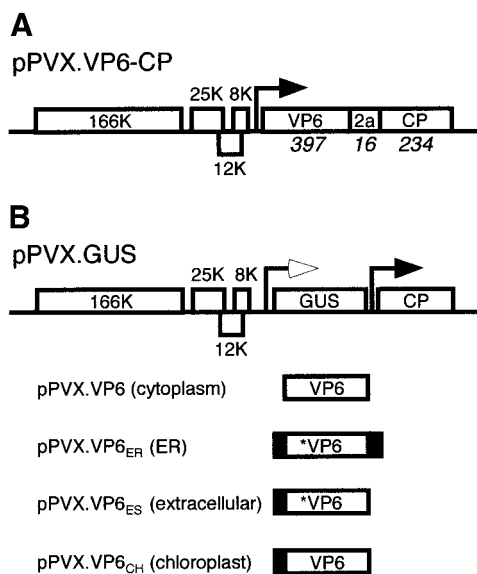 A
pPVX.VP6-CP
25K 8K
166K VP6 2a CP
397 16 234
12K
B
pPVX.GUS
25K 8K
166K GUS CP
12K
pPVX.VP6 (cytoplasm) VP6
pPVX.VP6ER (ER) *VP6
pPVX.VP6ES (extracellular) *VP6
pPVX.VP6CH (chloroplast) VP6